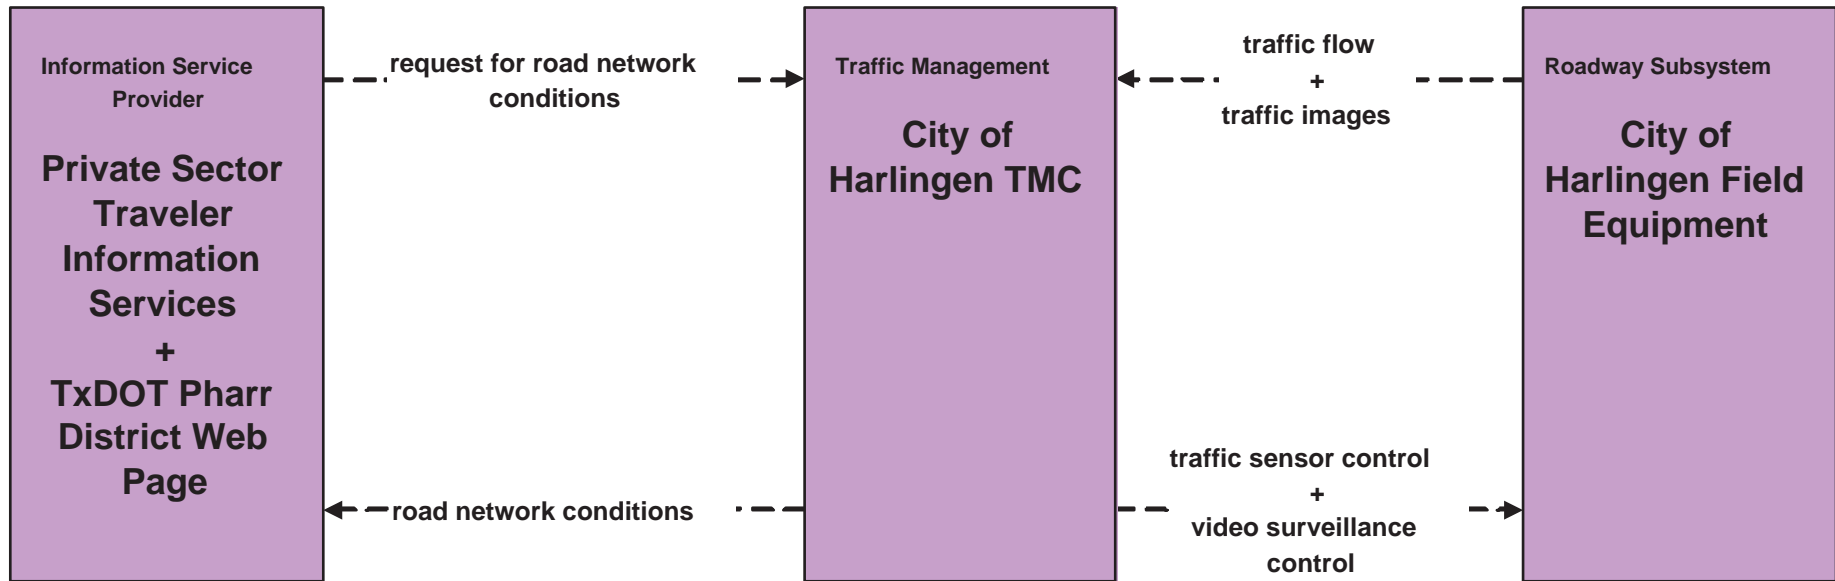 Information Service
Provider
Private Sector
Traveler
Information
Services
+
TxDOT Pharr
District Web
Page
request for road network
conditions
road network conditions
Traffic Management
City of
Harlingen TMC
traffic flow
+
traffic images
traffic sensor control
+
video surveillance
control
Roadway Subsystem
City of
Harlingen Field
Equipment